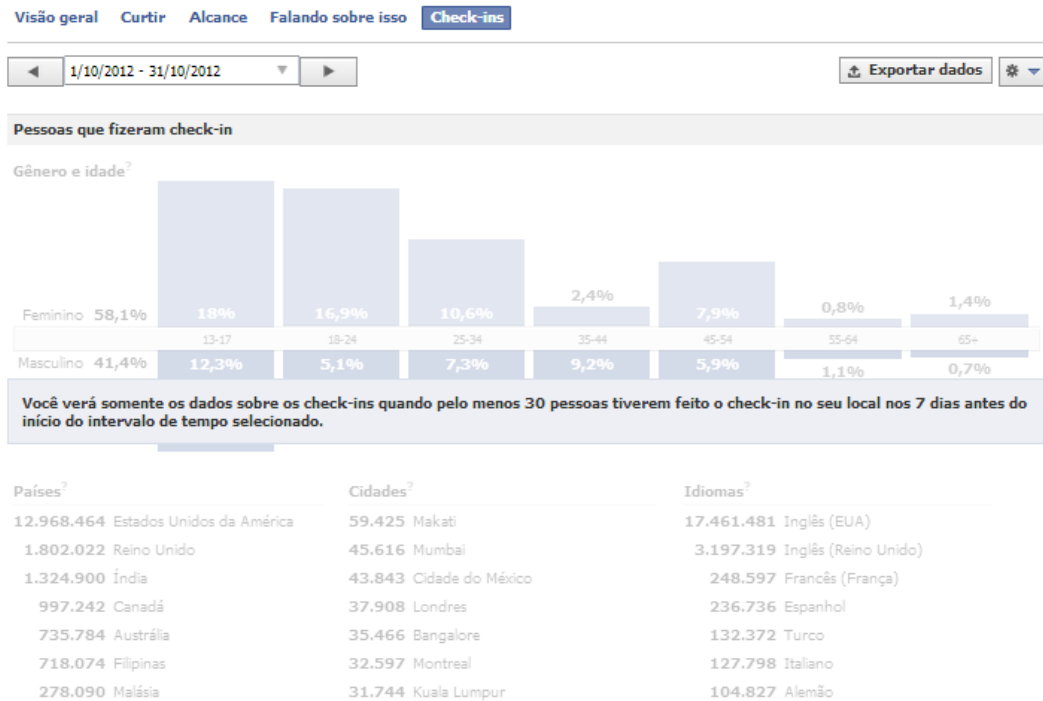 Visão geral Curtir Alcance Falando sobre isso Check-ins
1/10/2012 - 31/10/2012 Exportar dados
Pessoas que fizeram check-in
Gênero e idade?
Feminino 58,1% 18% 16,9% 10,6% 2,4% 7,9% 0,8% 1,4%
13-17 18-24 25-34 35-44 45-54 55-64 65+
Masculino 41,4% 12,3% 5,1% 7,3% 9,2% 5,9% 1,1% 0,7%
Você verá somente os dados sobre os check-ins quando pelo menos 30 pessoas tiverem feito o check-in no seu local nos 7 dias antes do
início do intervalo de tempo selecionado.
Países? Cidades? Idiomas?
12.968.464 Estados Unidos da América 59.425 Makati 17.461.481 Inglês (EUA)
1.802.022 Reino Unido 45.616 Mumbai 3.197.319 Inglês (Reino Unido)
1.324.900 Índia 43.843 Cidade do México 248.597 Francês (França)
997.242 Canadá 37.908 Londres 236.736 Espanhol
735.784 Austrália 35.466 Bangalore 132.372 Turco
718.074 Filipinas 32.597 Montreal 127.798 Italiano
278.090 Malásia 31.744 Kuala Lumpur 104.827 Alemão